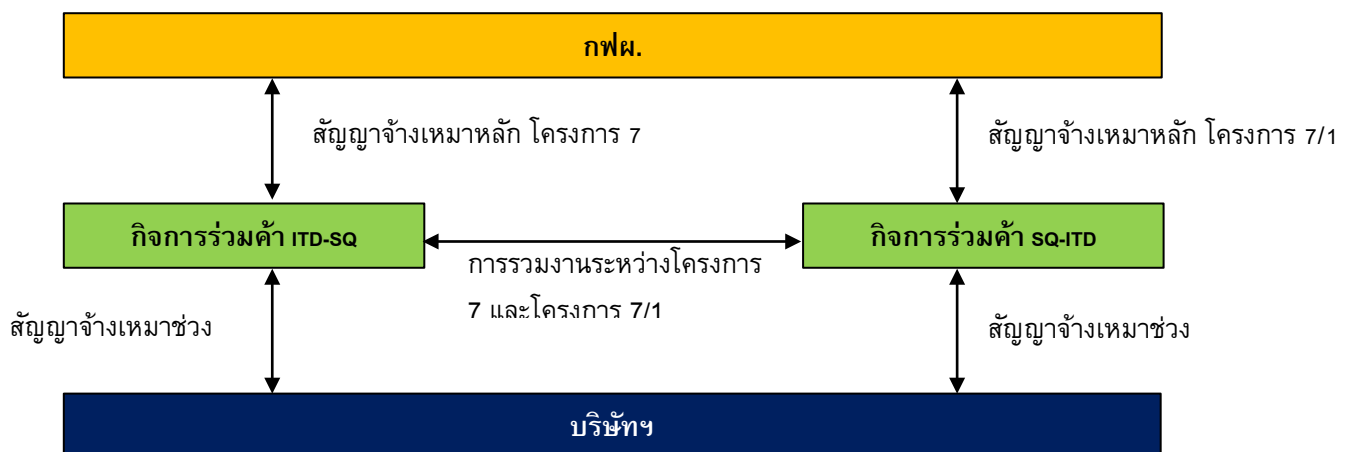 กฟผ.
สัญญาจ้างเหมาหลัก โครงการ 7
สัญญาจ้างเหมาหลัก โครงการ 7/1
กิจการร่วมค้า ITD-SQ
กิจการร่วมค้า SQ-ITD
การรวมงานระหว่างโครงการ
7 และโครงการ 7/1
สัญญาจ้างเหมาช่วง
สัญญาจ้างเหมาช่วง
บริษัทฯ